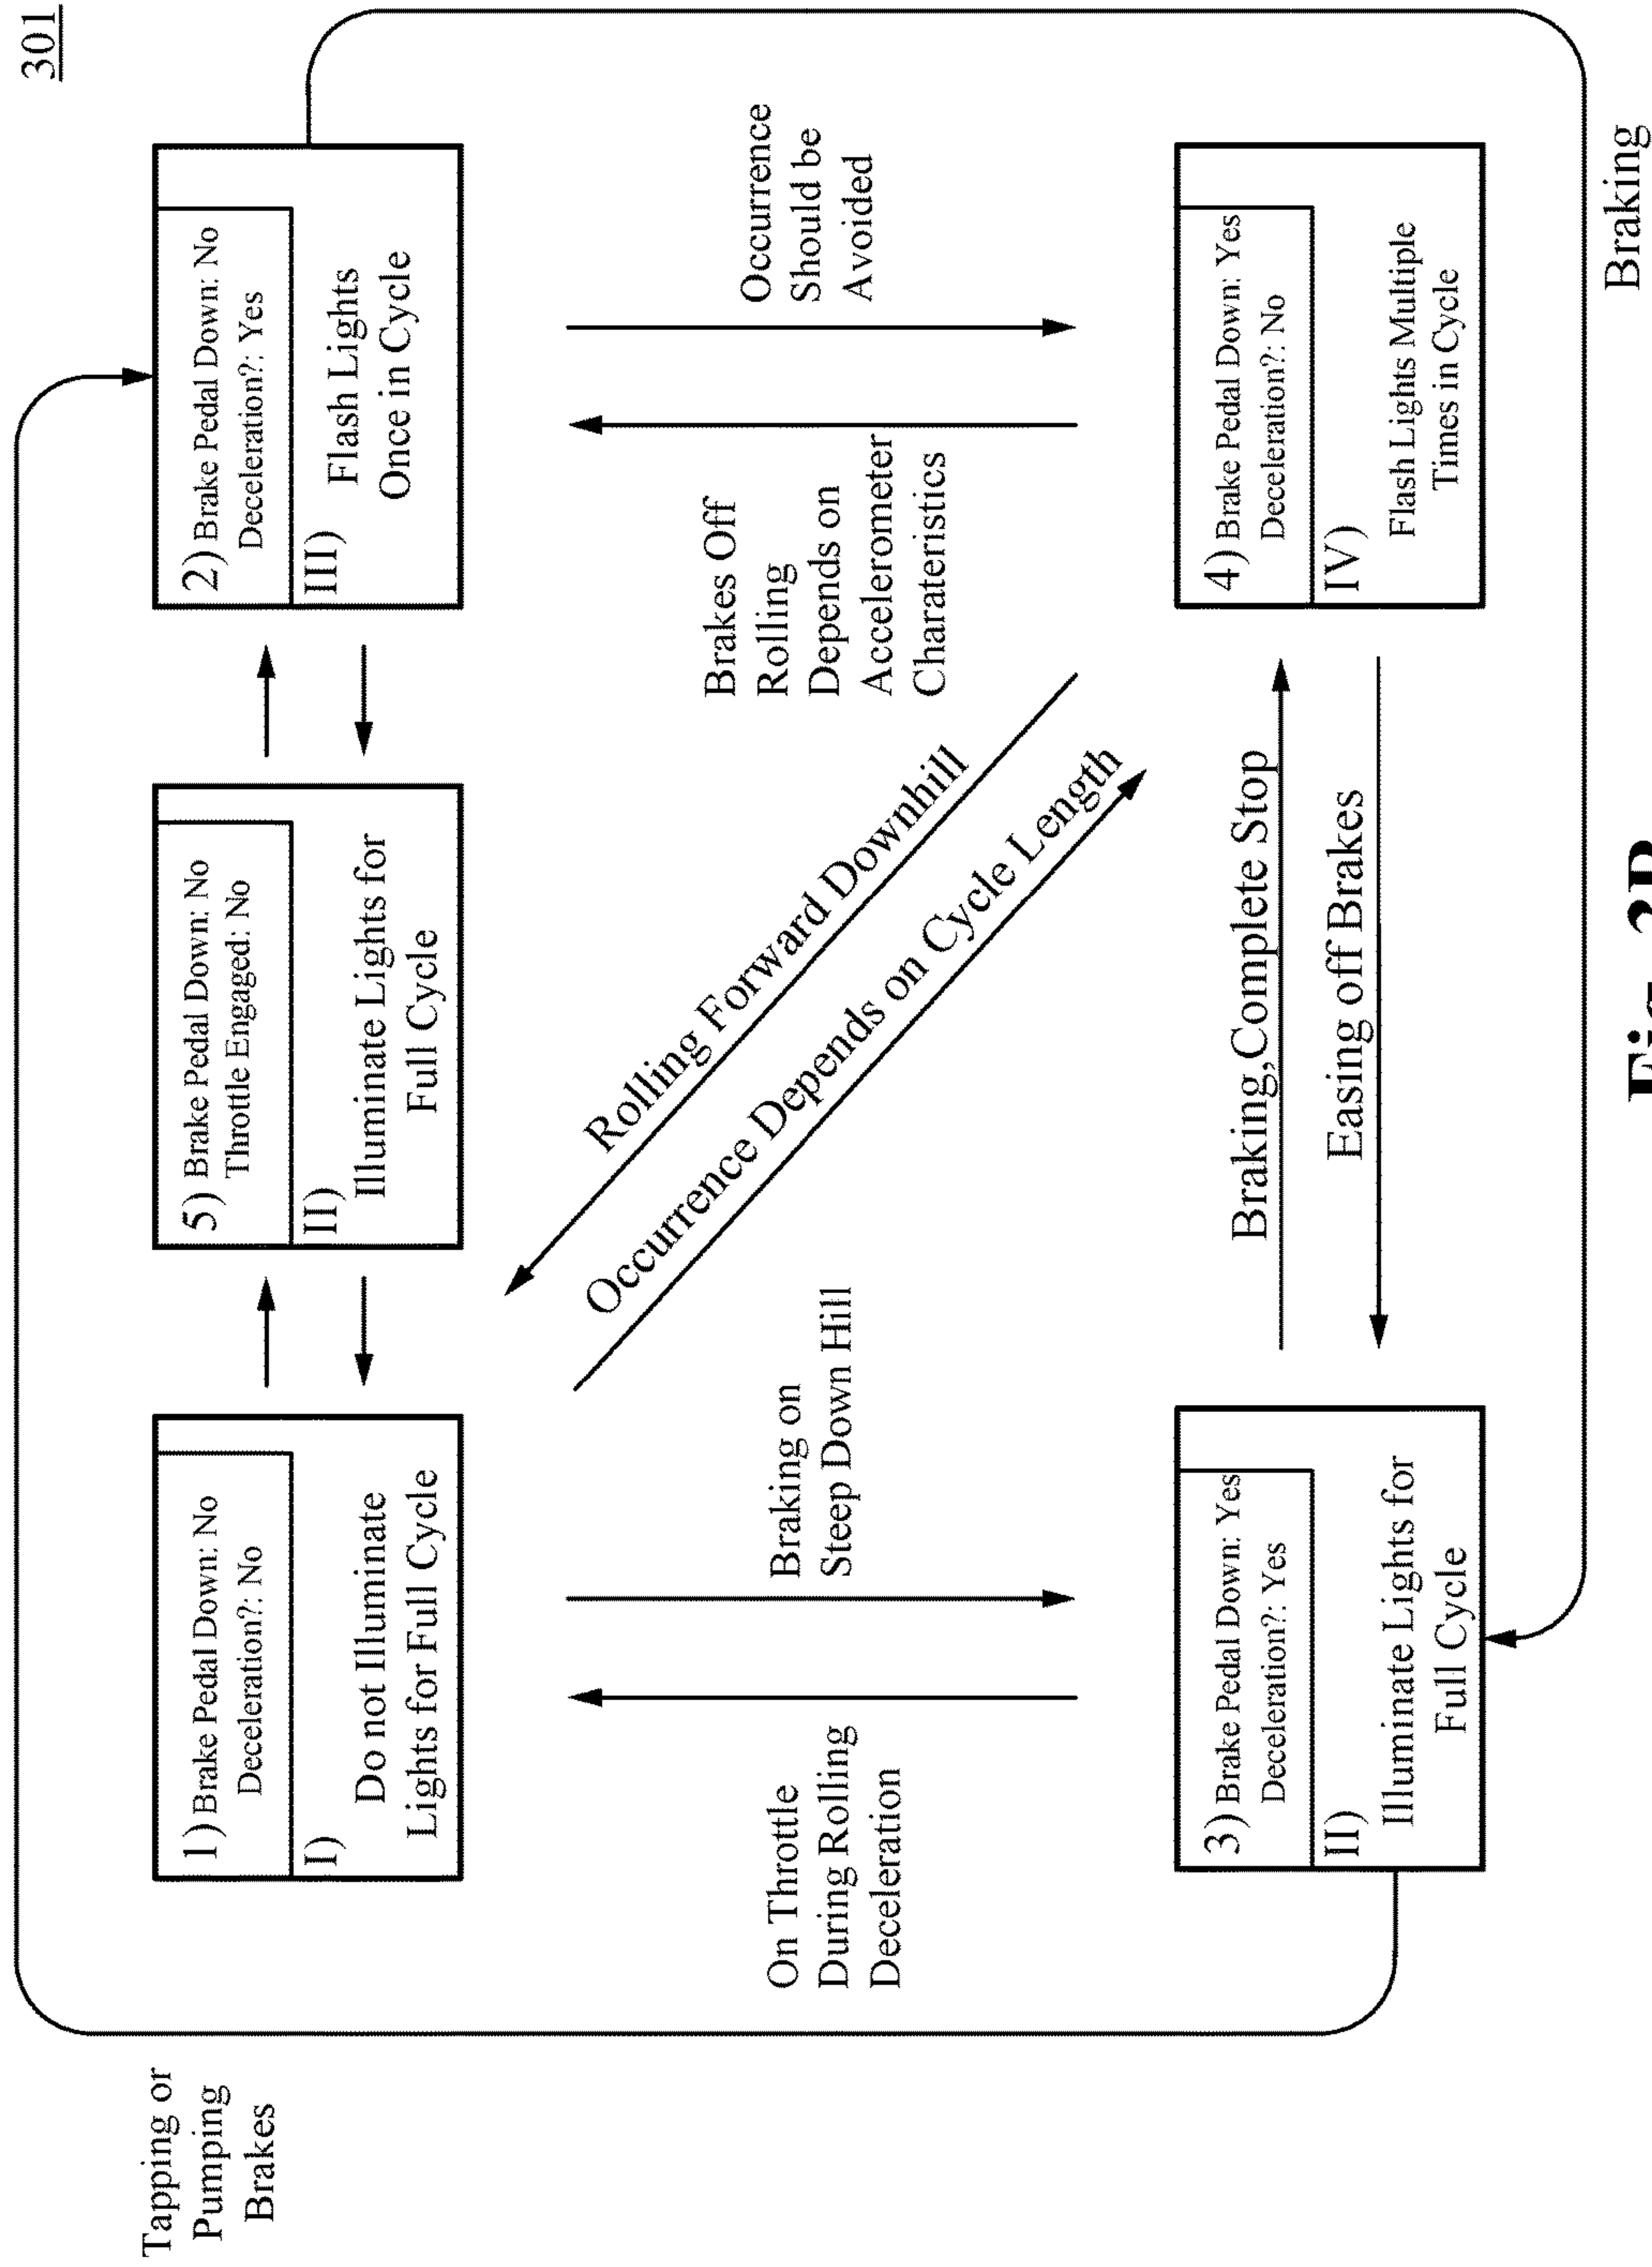 301
Tapping or
Pumping
Brakes
1) Brake Pedal Down: No
Deceleration?: No
I)
Do not Illuminate
Lights for Full Cycle
5) Brake Pedal Down: No
Throttle Engaged: No
II)
Illuminate Lights for
Full Cycle
2) Brake Pedal Down: No
Deceleration?: Yes
III)
Flash Lights
Once in Cycle
On Throttle
During Rolling
Deceleration
Braking on
Steep Down Hill
Rolling Forward Downhill
Occurrence Depends on Cycle Length
Brakes Off
Rolling
Depends on
Accelerometer
Charateristics
Occurrence
Should be
Avoided
3) Brake Pedal Down: Yes
Deceleration?: Yes
II)
Illuminate Lights for
Full Cycle
Braking,Complete Stop
Easing off Brakes
4) Brake Pedal Down: Yes
Deceleration?: No
IV)
Flash Lights Multiple
Times in Cycle
Braking